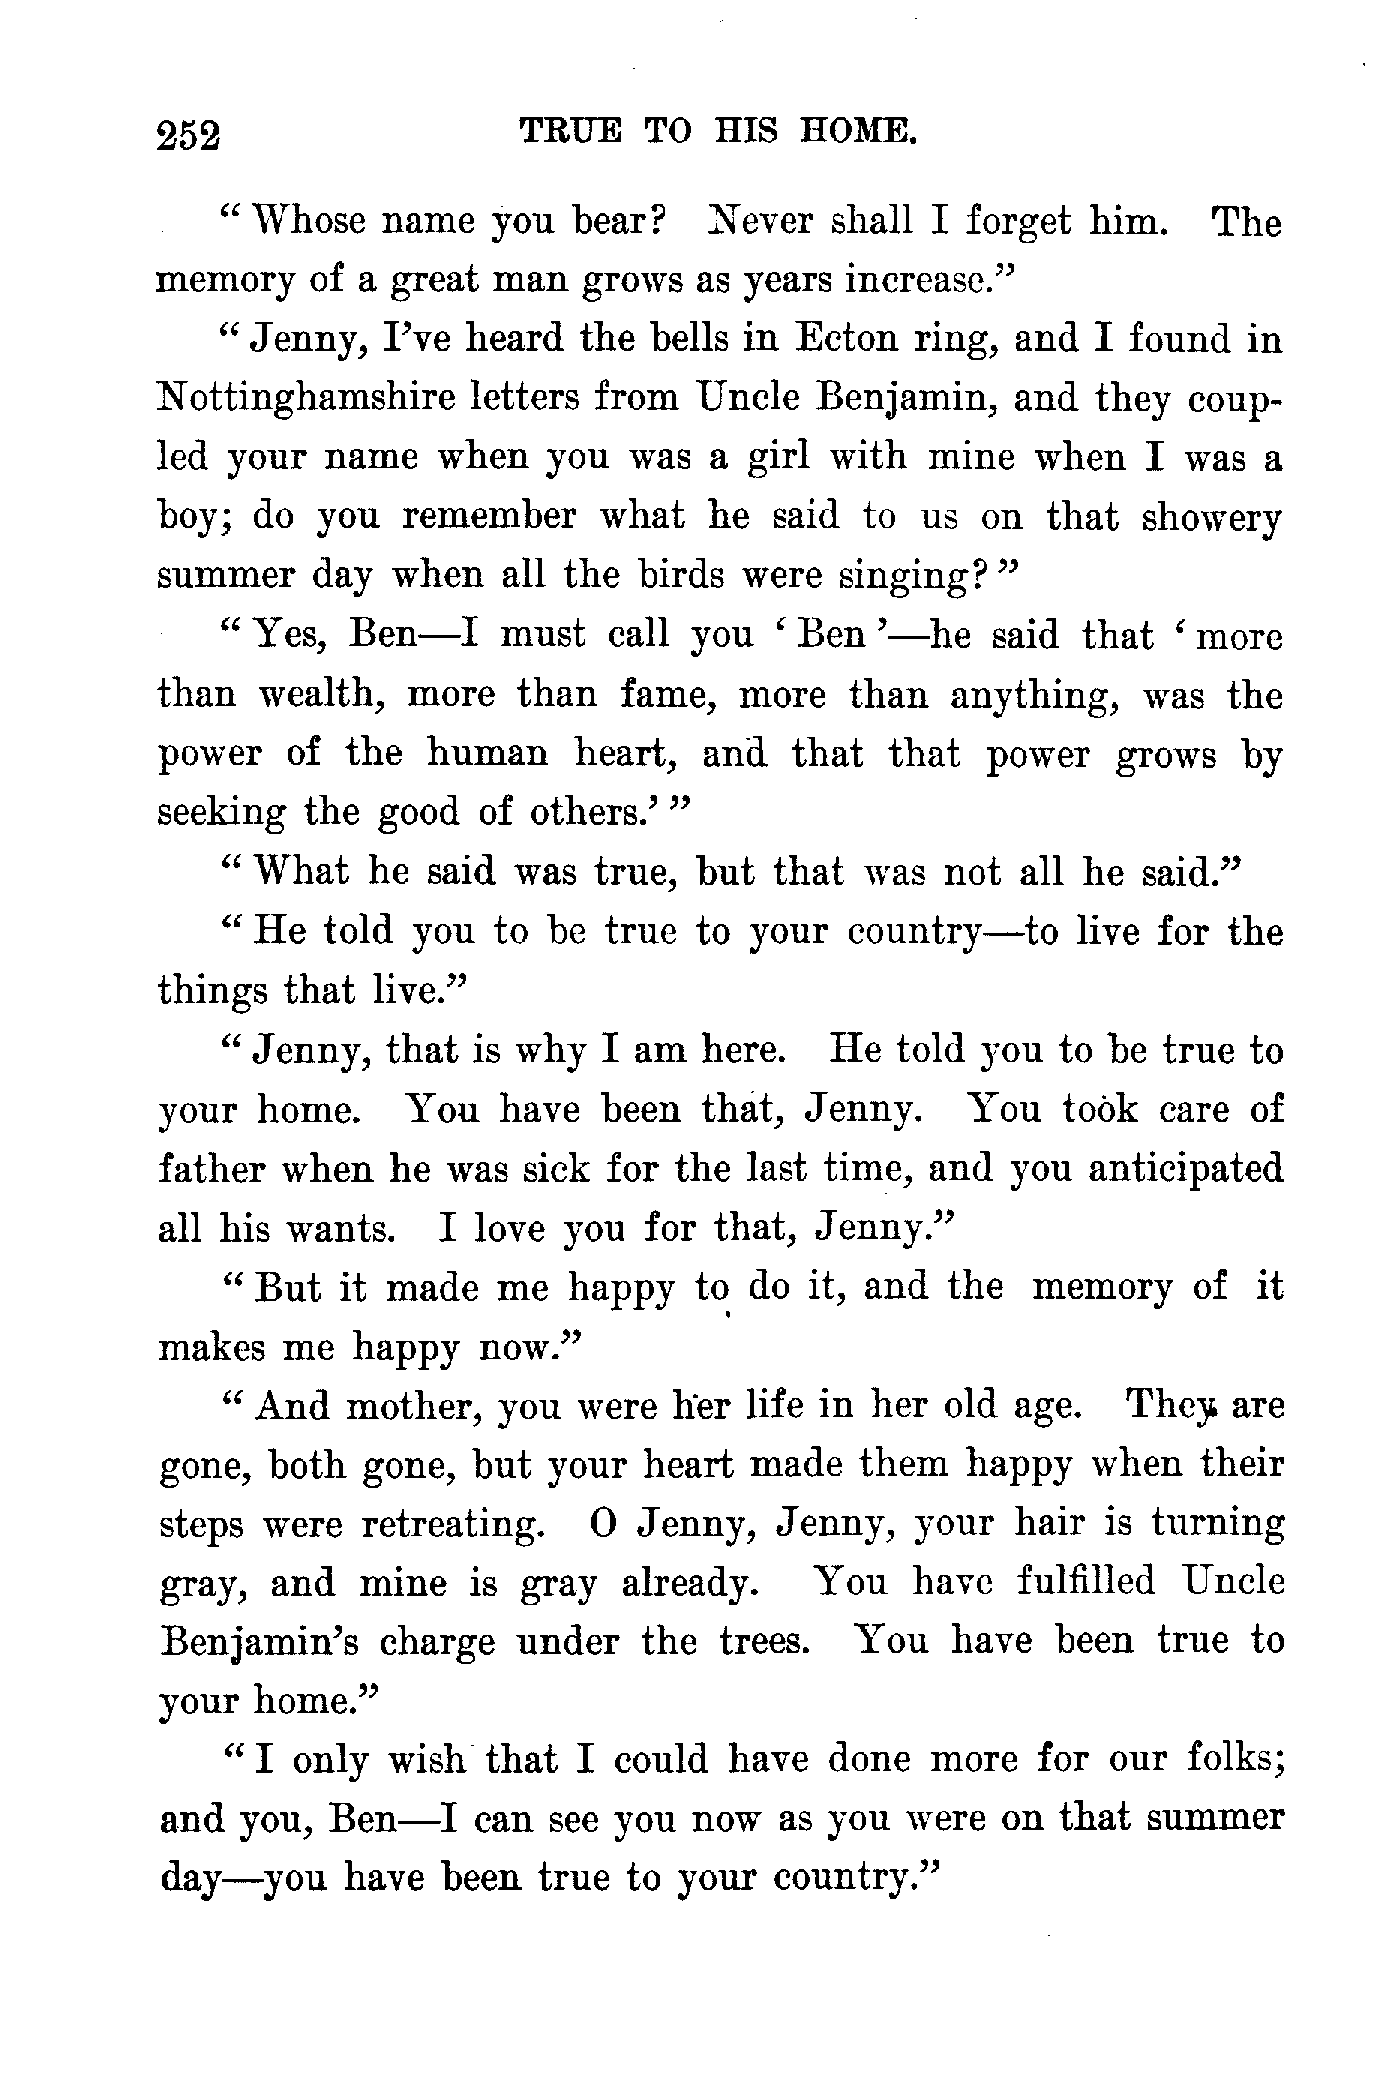 252 TRUE TO HIS HOME.
“Whose name you bear? Never shall I forget him. The
memory of a great man grows as years increase.”
“Jenny, I’ve heard the bells in Ecton ring, and I found in
Nottinghamshire letters from Uncle Benjamin, and they coup-
led your name when you was a girl with mine when I was a
boy; do you remember what he said to us on that showery
summer day when all the birds were singing?”
“Yes, Ben—I must call you ‘Ben’—he said that ‘more
than wealth, more than fame, more than anything, was the
power of the human heart, and that that power grows by
seeking the good of others.’”
“What he said was true, but that was not all he said.”
“He told you to be true to your country—to live for the
things that live.”
“Jenny, that is why I am here. He told you to be true to
your home. You have been that, Jenny. You took care of
father when he was sick for the last time, and you anticipated
all his wants. I love you for that, Jenny.”
“But it made me happy to do it, and the memory of it
makes me happy now.”
“And mother, you were her life in her old age. They are
gone, both gone, but your heart made them happy when their
steps were retreating. O Jenny, Jenny, your hair is turning
gray, and mine is gray already. You have fulfilled Uncle
Benjamin’s charge under the trees. You have been true to
your home.”
“I only wish that I could have done more for our folks;
and you, Ben—I can see you now as you were on that summer
day—you have been true to your country.”